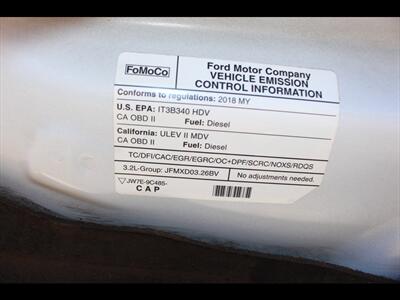 FoMoCo
Ford Motor Company
VEHICLE EMISSION
CONTROL INFORMATION
Conforms to regulations: 2018 MY
U.S. EPA: IT3B340 HDV
CA OBD II Fuel: Diesel
California: ULEV II MDV
CA OBD II Fuel: Diesel
TC/DFI/CAC/EGR/EGRC/OC+DPF/SCRC/NOXS/RDQS
3.2L-Group: JFMXD03.26BV No adjustments needed.
JW7E-9C485-
CAP